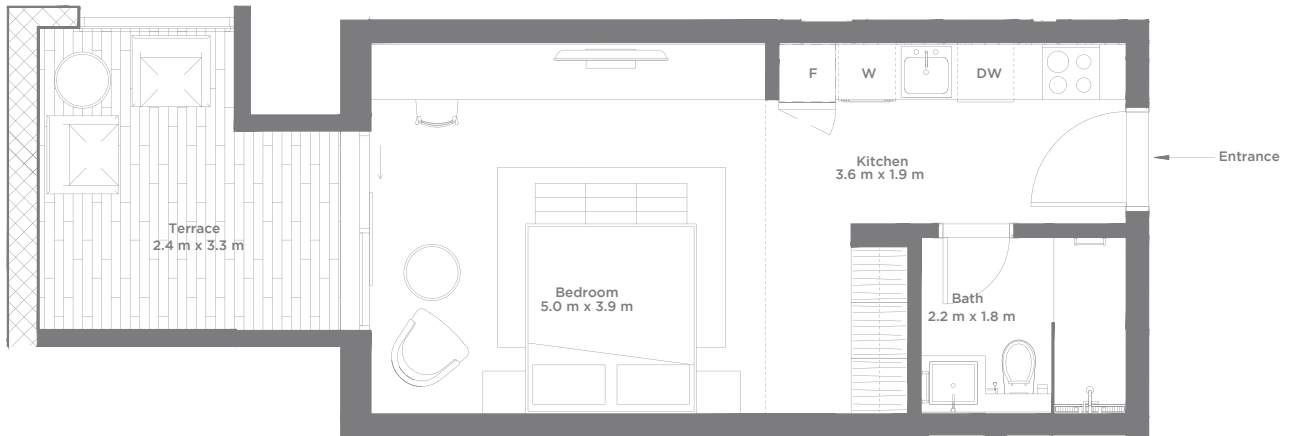 F
W
DW
Kitchen
3.6 m x 1.9 m
Entrance
Terrace
2.4 m x 3.3 m
Bedroom
5.0 m x 3.9 m
Bath
2.2 m x 1.8 m